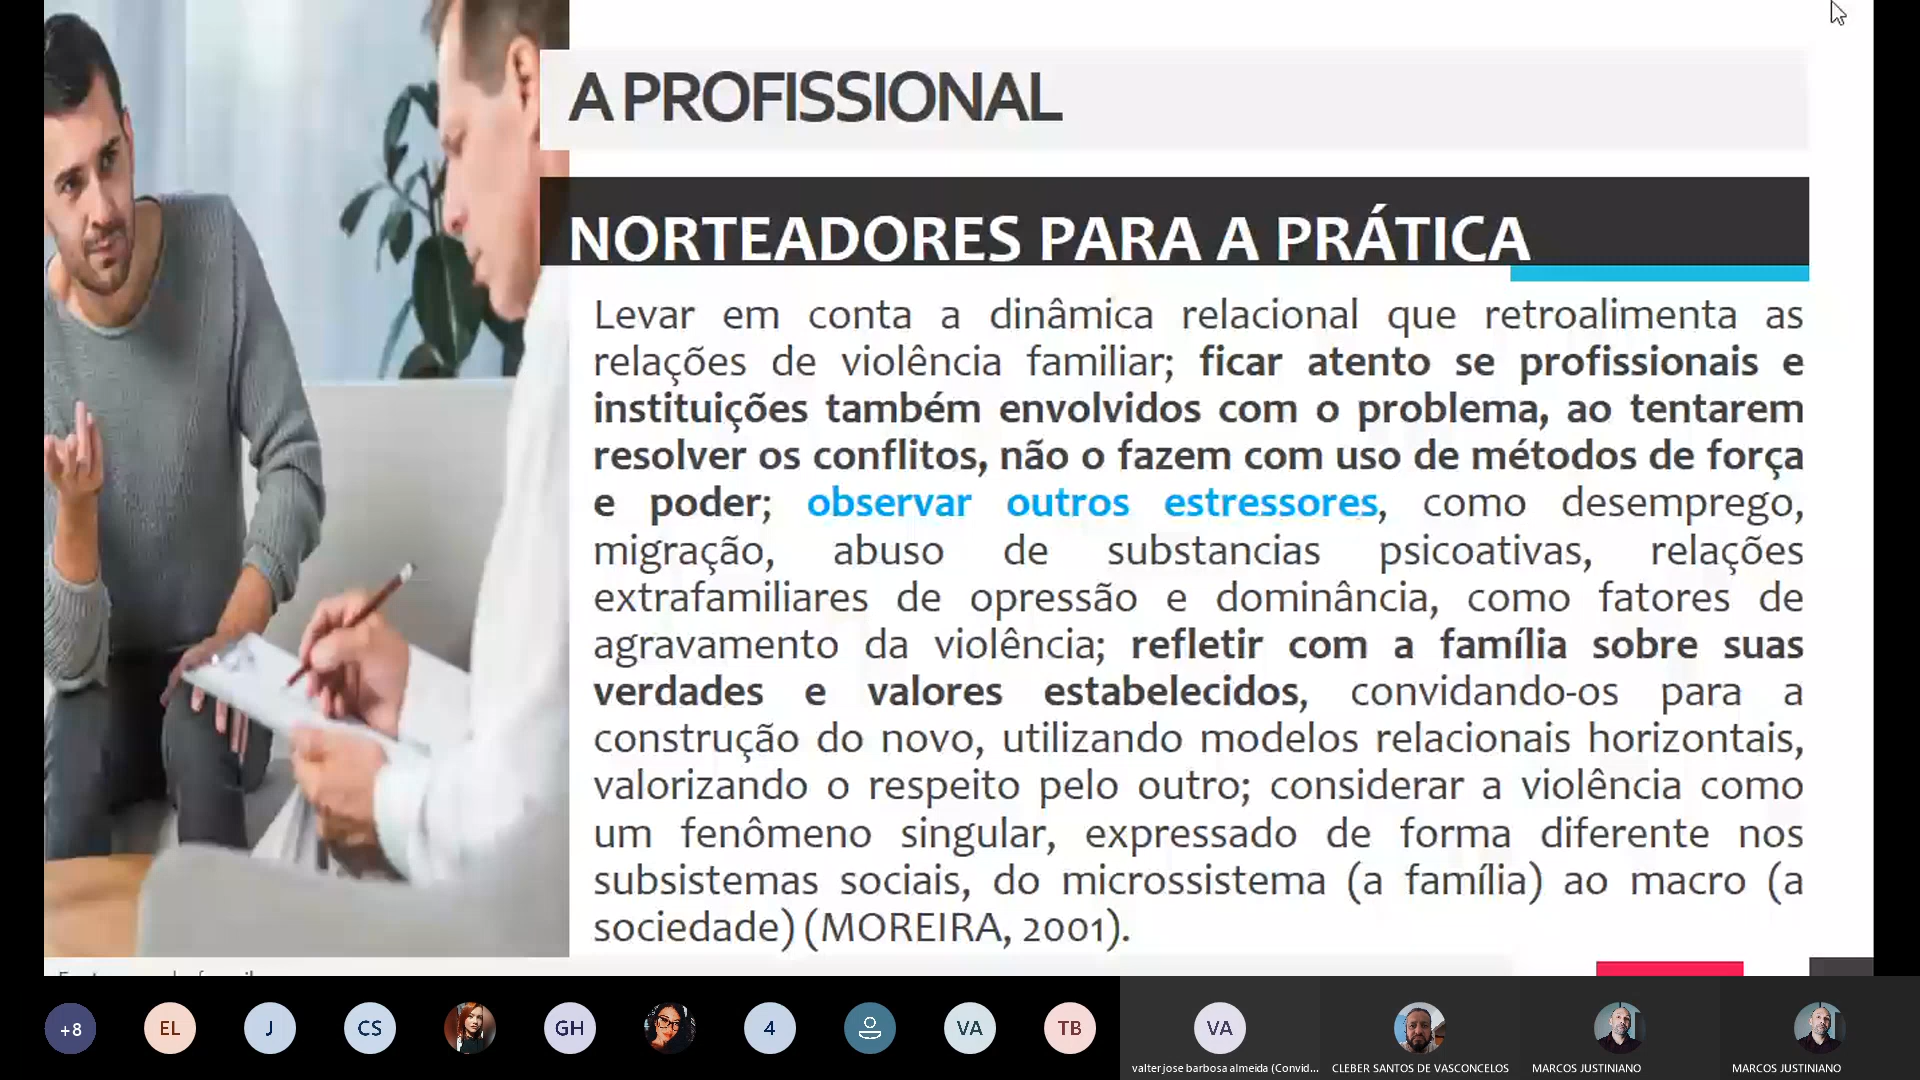 A PROFISSIONAL
NORTEADORES PARA A PRÁTICA
Levar em conta a dinâmica relacional que retroalimenta as
relações de violência familiar; ficar atento se profissionais e
instituições também envolvidos com o problema, ao tentarem
resolver os conflitos, não o fazem com uso de métodos de força
e poder; observar outros estressores, como desemprego,
migração, abuso de substancias psicoativas, relações
extrafamiliares de opressão e dominância, como fatores de
agravamento da violência; refletir com a família sobre suas
verdades e valores estabelecidos, convidando-os para a
construção do novo, utilizando modelos relacionais horizontais,
valorizando o respeito pelo outro; considerar a violência como
um fenômeno singular, expressado de forma diferente nos
subsistemas sociais, do microssistema (a família) ao macro (a
sociedade) (MOREIRA, 2001).
+8 EL J CS GH 4 VA TB VA
valter jose barbosa almeida (Convid... CLEBER SANTOS DE VASCONCELOS MARCOS JUSTINIANO MARCOS JUSTINIANO